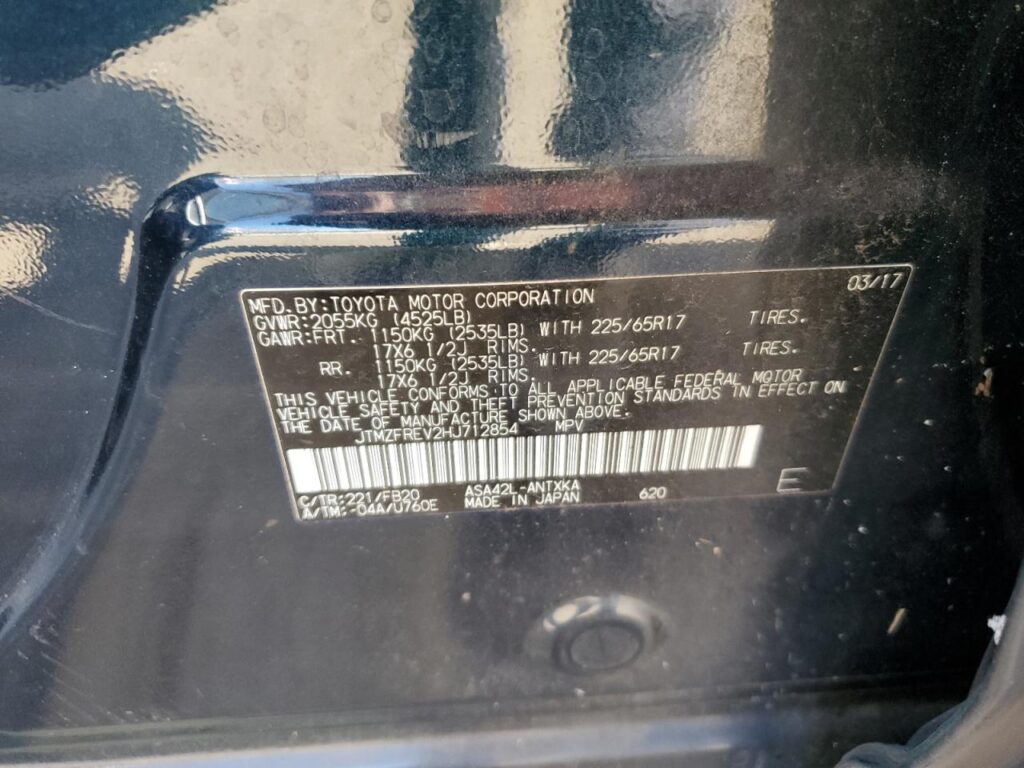 03/17
MFD.BY:TOYOTA MOTOR CORPORATION
GVWR:2055KG (4525LB)
GAWR:FRT. 1150KG (2535LB) WITH 225/65R17 TIRES.
17X6 1/2J RIMS.
RR. 1150KG (2535LB) WITH 225/65R17 TIRES.
17X6 1/2J RIMS.
THIS VEHICLE CONFORMS TO ALL APPLICABLE FEDERAL MOTOR
VEHICLE SAFETY AND THEFT PREVENTION STANDARDS IN EFFECT ON
THE DATE OF MANUFACTURE SHOWN ABOVE.
JTMZFREV2HJ712854 MPV
C/TR:221/FB20 ASA42L-ANTXKA 620 E
A/TM:-04A/U760E MADE IN JAPAN